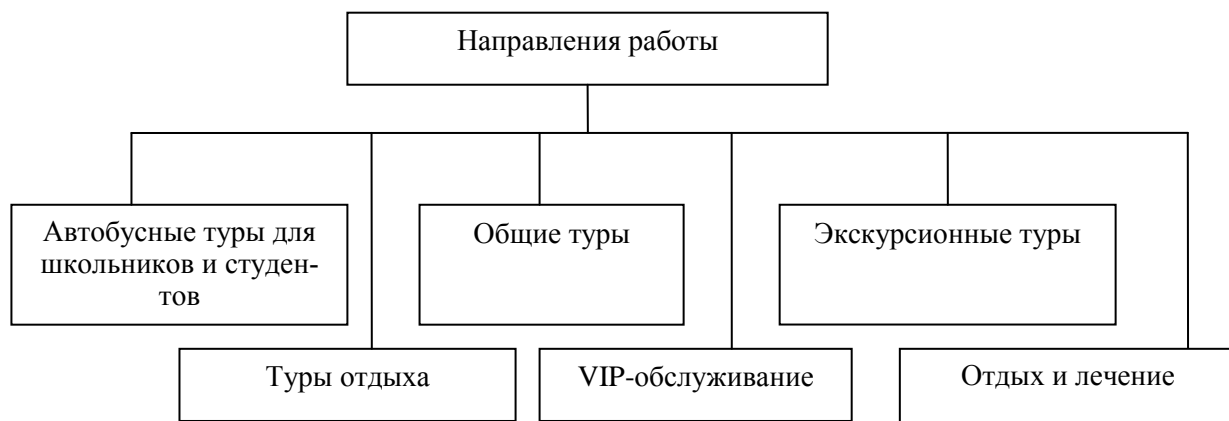 Направления работы
Автобусные туры для
школьников и студен-
тов
Общие туры
Экскурсионные туры
Туры отдыха
VIP-обслуживание
Отдых и лечение